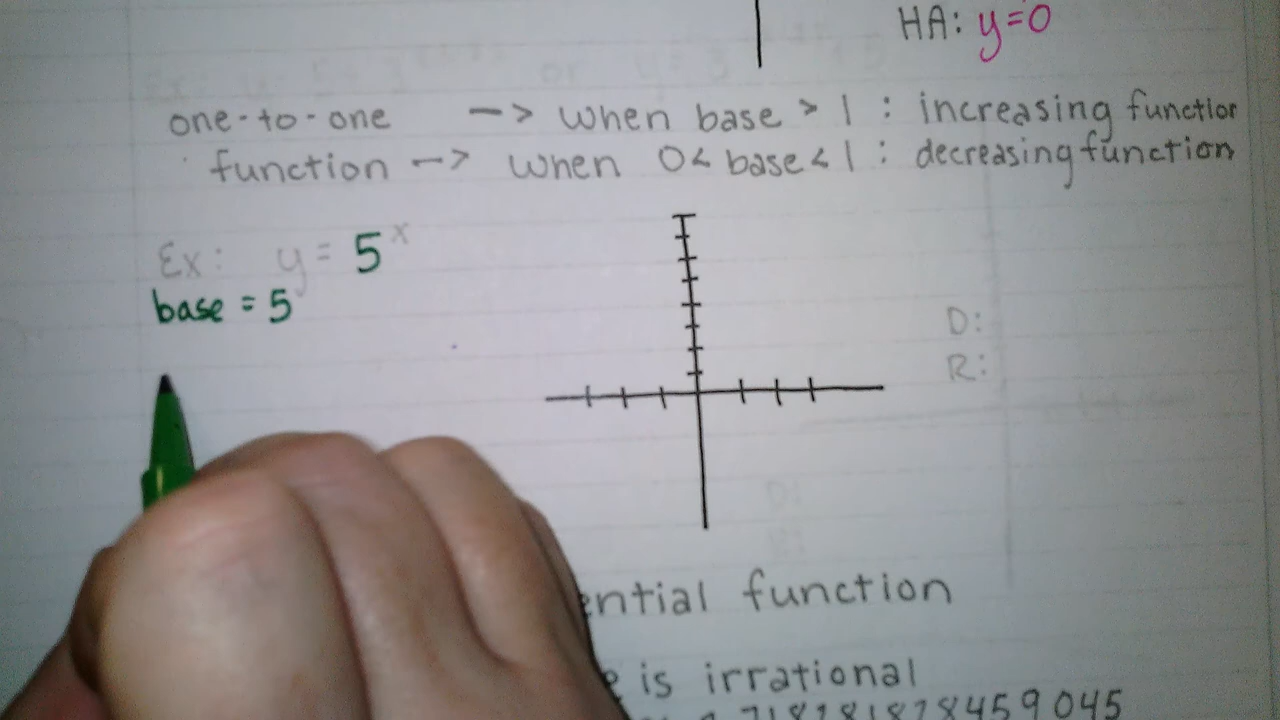 HA: y=0
one-to-one -> when base > 1 : increasing function
function -> when 0 < base < 1 : decreasing function
Ex: y = 5^x
base = 5
D:
R:
ential function
is irrational
718281828459045